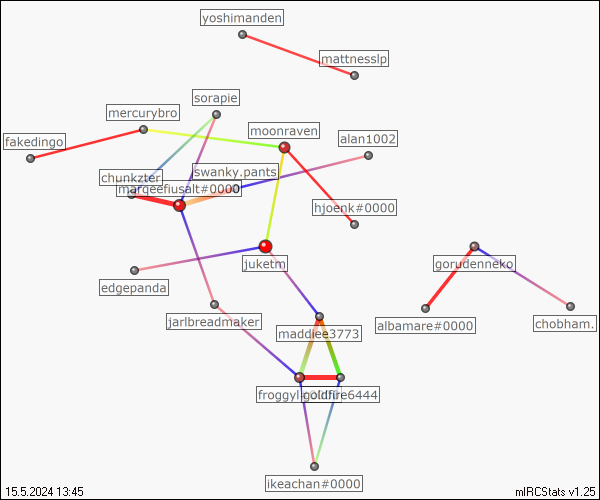 yoshimanden
mattnesslp
sorapie
mercurybro
moonraven
fakedingo
alan1002
swanky.pants
chunkzter
marqeefiusalt#0000
hjoenk#0000
juketm
gorudenneko
edgepanda
jarlbreadmaker
albamare#0000
chobham.
maddiee3773
goldfire6444
ikeachan#0000
15.5.2024 13:45
mIRCStats v1.25